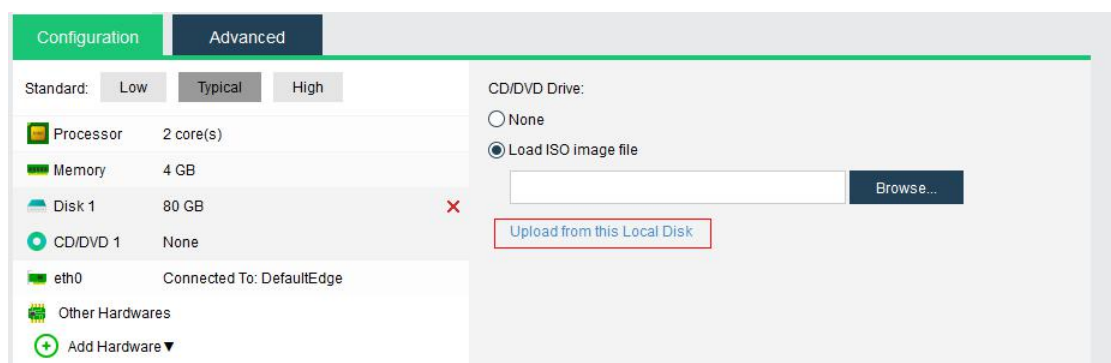 Configuration Advanced
Standard: Low Typical High
Processor 2 core(s)
Memory 4 GB
Disk 1 80 GB
CD/DVD 1 None
eth0 Connected To: DefaultEdge
Other Hardwares
Add Hardware▼
CD/DVD Drive:
None
Load ISO image file
Browse...
Upload from this Local Disk